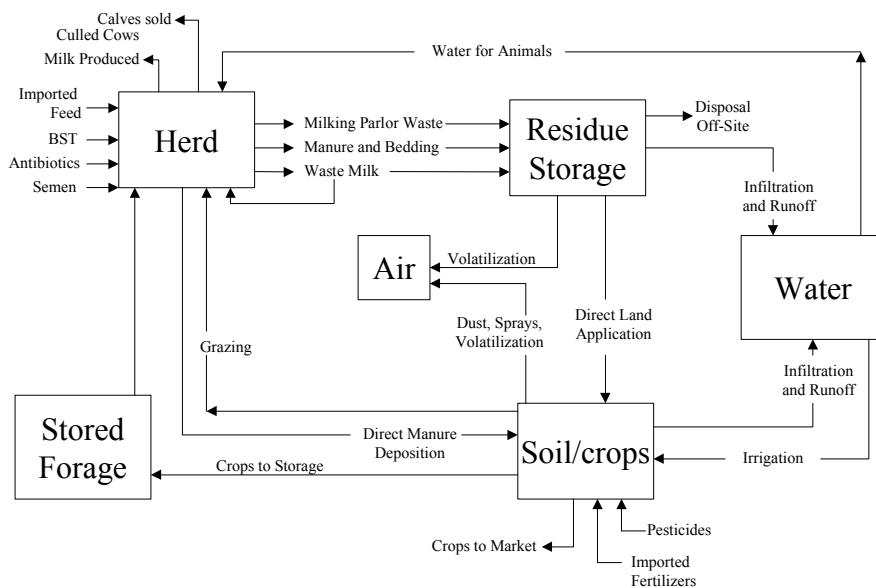 Calves sold
Culled Cows
Milk Produced
Water for Animals
Imported
Feed
BST
Antibiotics
Semen
Herd
Milking Parlor Waste
Manure and Bedding
Waste Milk
Residue
Storage
Disposal
Off-Site
Infiltration
and Runoff
Air
Volatilization
Water
Dust, Sprays,
Volatilization
Direct Land
Application
Grazing
Infiltration
and Runoff
Stored
Forage
Direct Manure
Deposition
Soil/crops
Irrigation
Crops to Storage
Pesticides
Crops to Market
Imported
Fertilizers